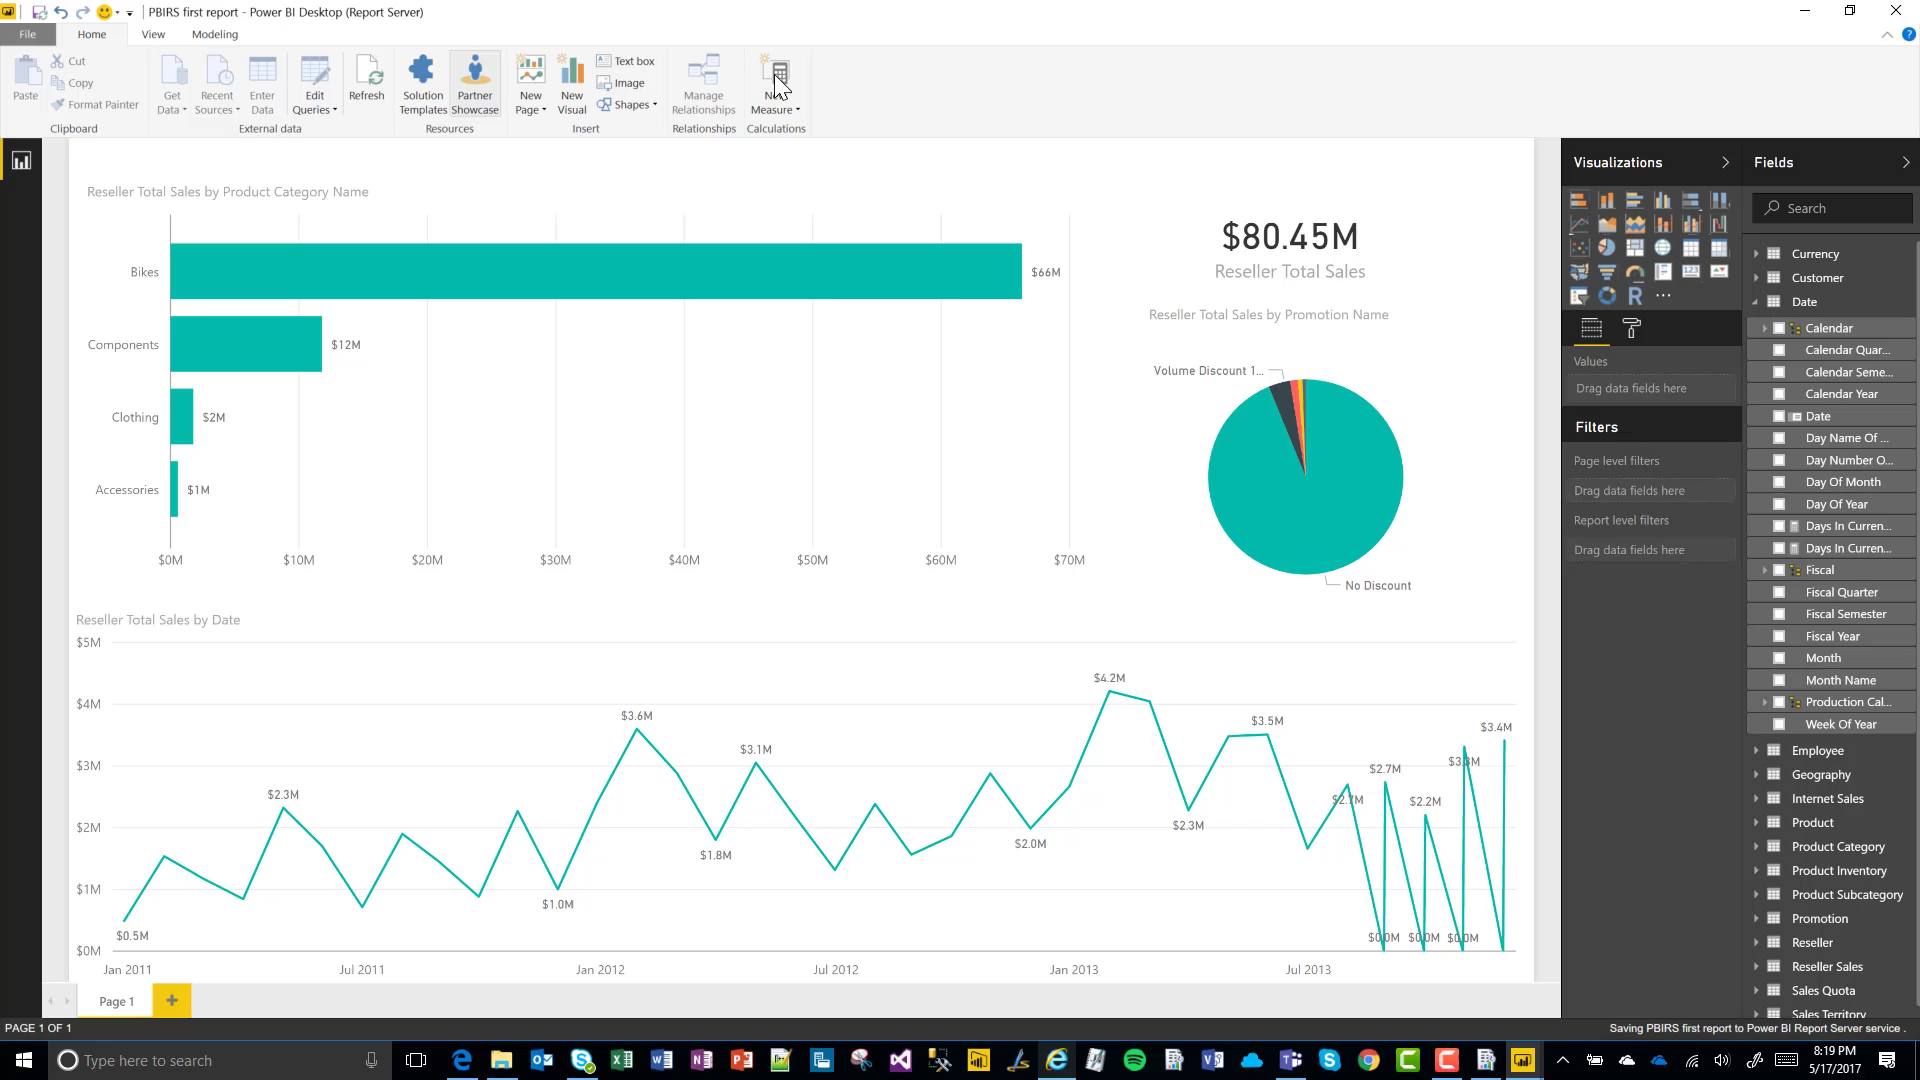 PBIRS first report - Power BI Desktop (Report Server)
File
Home
View
Modeling
Paste
Cut
Copy
Format Painter
Clipboard
Get Data
Recent Sources
Enter Data
Edit Queries
External data
Refresh
Solution Templates
Partner Showcase
Resources
New Page
New Visual
Text box
Image
Shapes
Insert
Manage Relationships
Relationships
Measure
Calculations
Reseller Total Sales by Product Category Name
Bikes
$66M
Components
$12M
Clothing
$2M
Accessories
$1M
$0M
$10M
$20M
$30M
$40M
$50M
$60M
$70M
$80.45M
Reseller Total Sales
Reseller Total Sales by Promotion Name
Volume Discount 1...
No Discount
Reseller Total Sales by Date
$5M
$4M
$3M
$2M
$1M
$0M
$0.5M
$2.3M
$1.0M
$3.6M
$1.8M
$3.1M
$2.0M
$4.2M
$2.3M
$3.5M
$2.7M
$2.7M
$2.2M
$3.3M
$3.4M
$0.0M
$0.0M
$0.0M
Jan 2011
Jul 2011
Jan 2012
Jul 2012
Jan 2013
Jul 2013
Page 1
Visualizations
R
Values
Drag data fields here
Filters
Page level filters
Drag data fields here
Report level filters
Drag data fields here
Fields
Search
Currency
Customer
Date
Calendar
Calendar Quar...
Calendar Seme...
Calendar Year
Date
Day Name Of ...
Day Number O...
Day Of Month
Day Of Year
Days In Curren...
Days In Curren...
Fiscal
Fiscal Quarter
Fiscal Semester
Fiscal Year
Month
Month Name
Production Cal...
Week Of Year
Employee
Geography
Internet Sales
Product
Product Category
Product Inventory
Product Subcategory
Promotion
Reseller
Reseller Sales
Sales Quota
Sales Territory
PAGE 1 OF 1
Saving PBIRS first report to Power BI Report Server service .
Type here to search
8:19 PM
5/17/2017